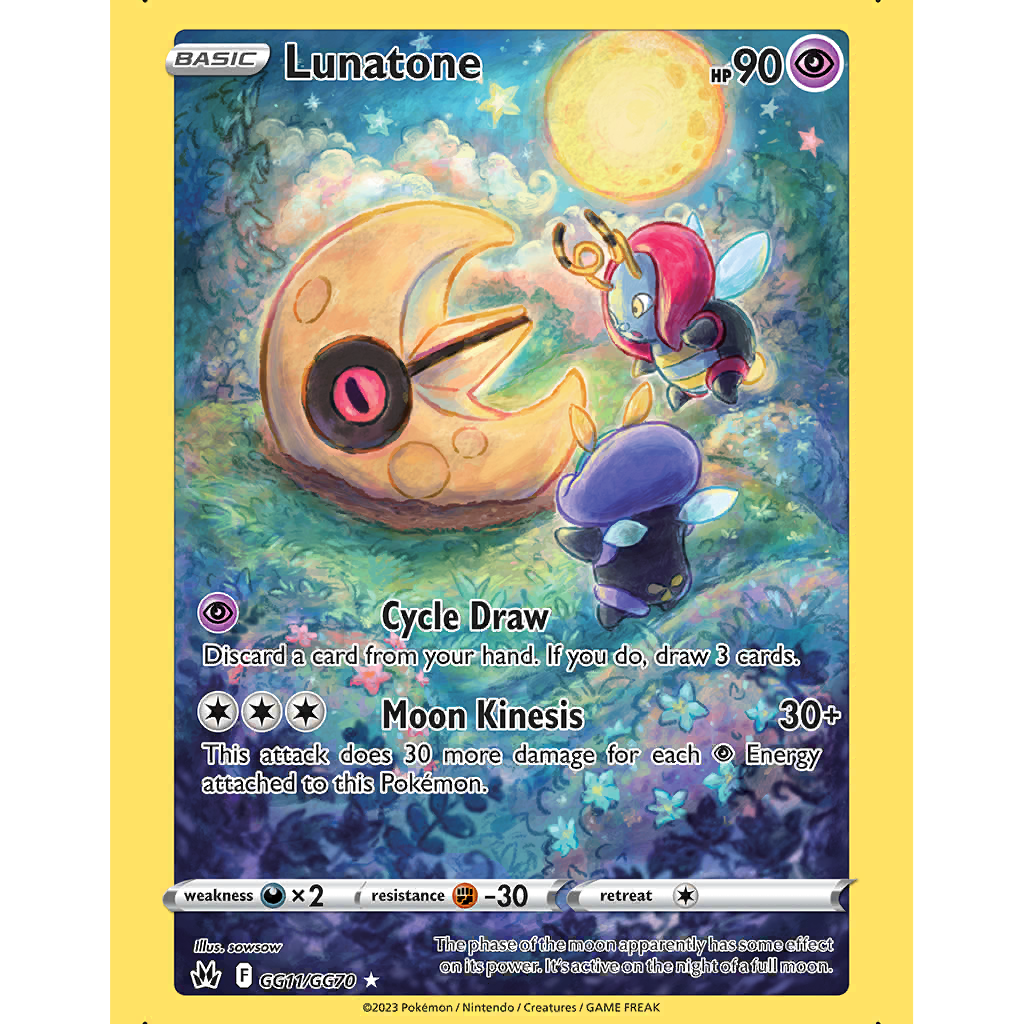 BASIC Lunatone HP 90
Cycle Draw
Discard a card from your hand. If you do, draw 3 cards.
Moon Kinesis 30+
This attack does 30 more damage for each Energy
attached to this Pokémon.
weakness ×2 resistance -30 retreat
Illus. sowsow
The phase of the moon apparently has some effect
on its power. It's active on the night of a full moon.
F GG11/GG70
©2023 Pokémon / Nintendo / Creatures / GAME FREAK